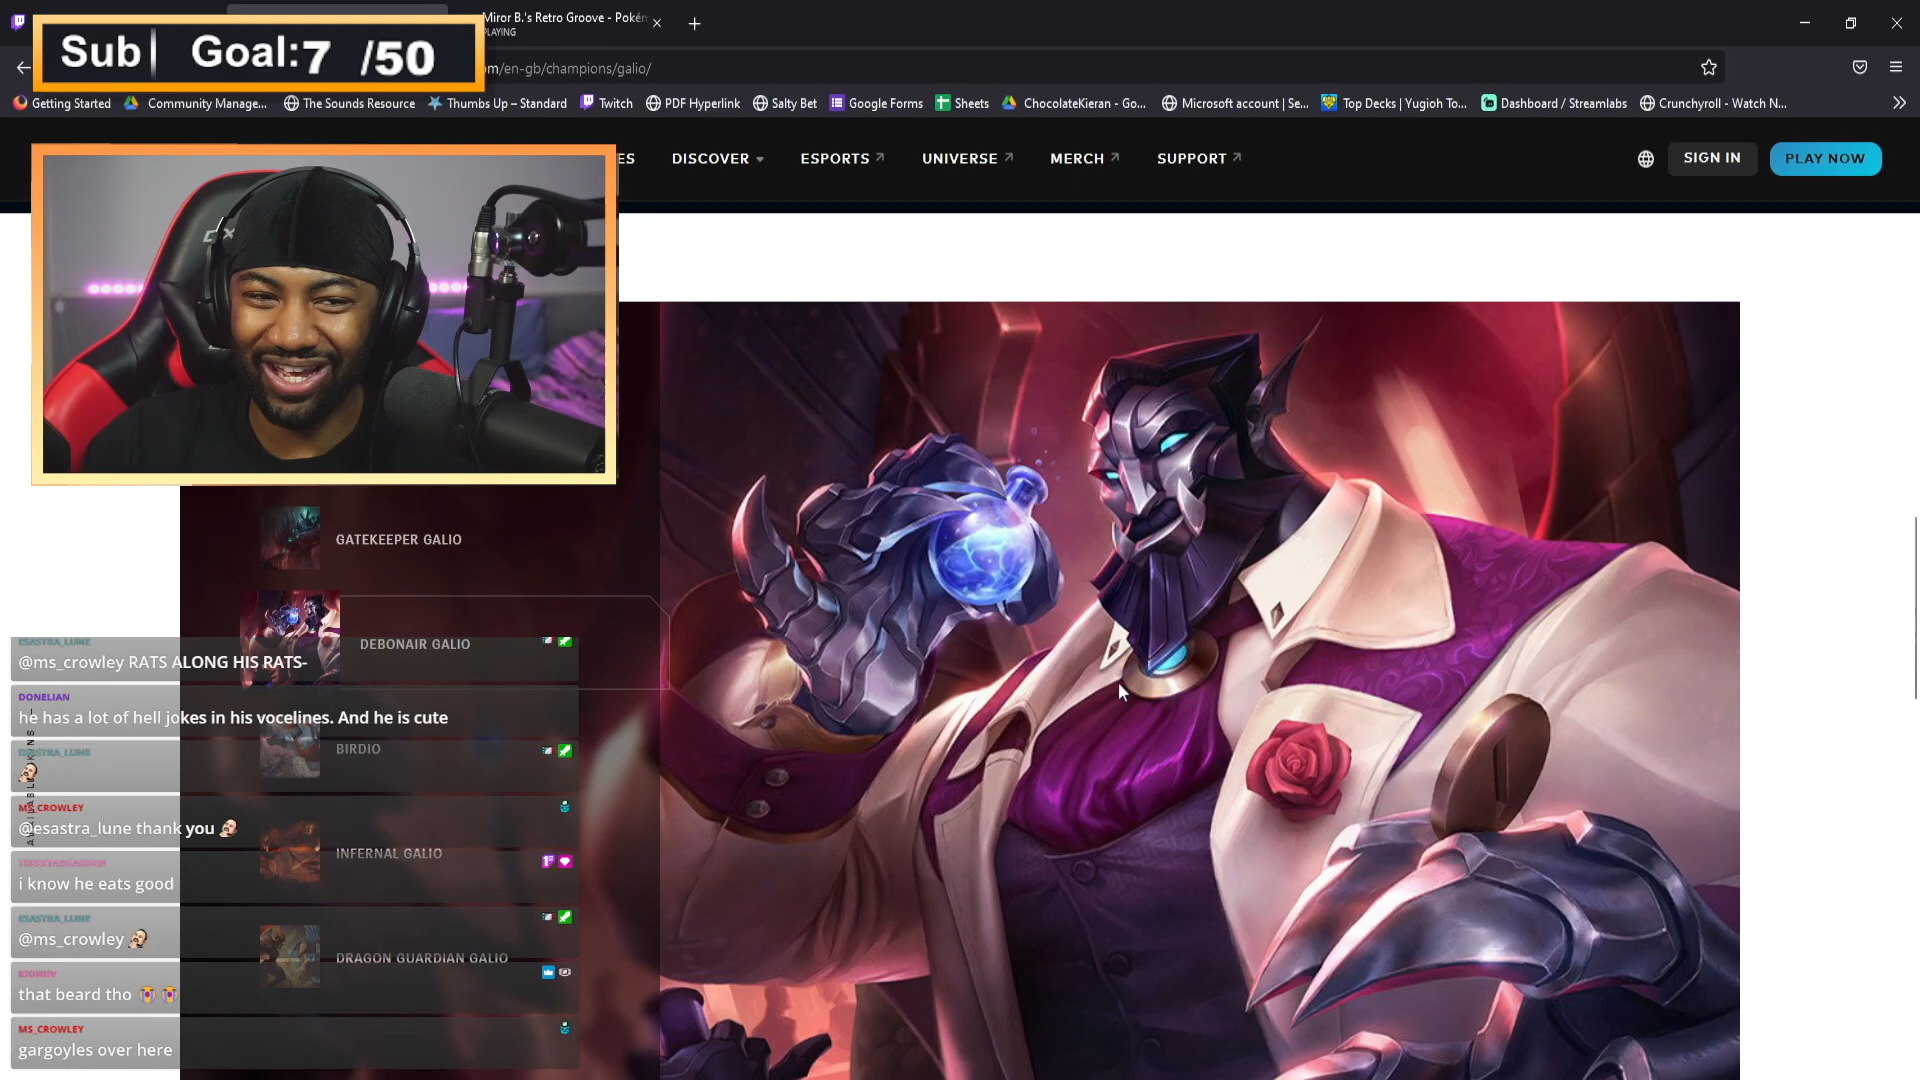 Miror B.'s Retro Groove - Pokém
PLAYING
Sub| Goal:7 /50
om/en-gb/champions/galio/
Getting Started
Community Manage...
The Sounds Resource
Thumbs Up – Standard
Twitch
PDF Hyperlink
Salty Bet
Google Forms
Sheets
ChocolateKieran - Go...
Microsoft account | Se...
Top Decks | Yugioh To...
Dashboard / Streamlabs
Crunchyroll - Watch N...
ES
DISCOVER
ESPORTS
UNIVERSE
MERCH
SUPPORT
SIGN IN
PLAY NOW
GATEKEEPER GALIO
DEBONAIR GALIO
BIRDIO
INFERNAL GALIO
DRAGON GUARDIAN GALIO
ESASTRA_LUNE
@ms_crowley RATS ALONG HIS RATS-
DONELIAN
he has a lot of hell jokes in his vocelines. And he is cute
ESASTRA_LUNE
MS_CROWLEY
@esastra_lune thank you
i know he eats good
ESASTRA_LUNE
@ms_crowley
that beard tho
MS_CROWLEY
gargoyles over here